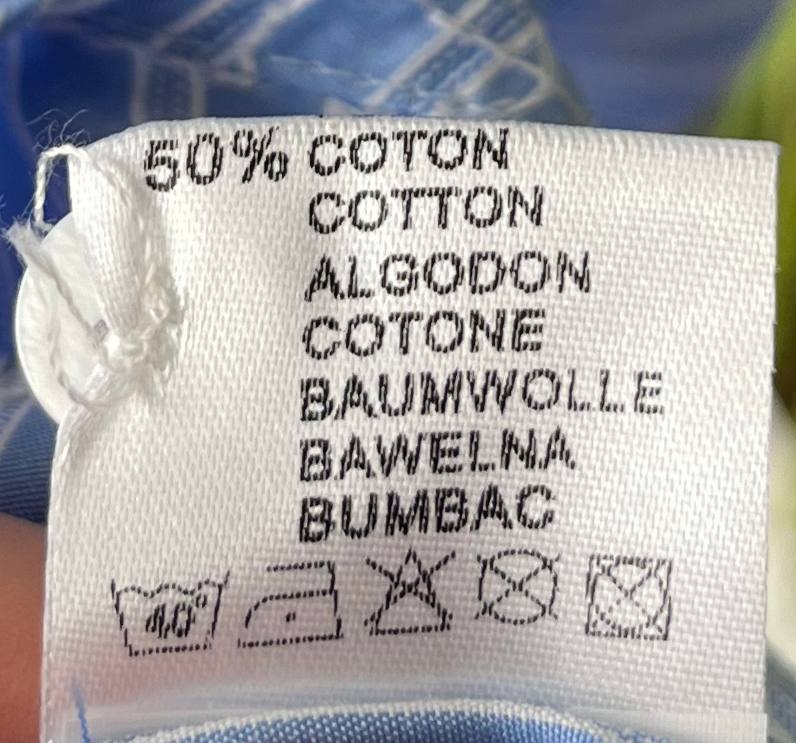 50% COTON
COTTON
ALGODON
COTONE
BAUMWOLLE
BAWELNA
BUMBAC
40°